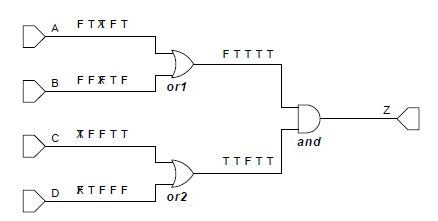 A F T T F T
F T T T T
B F F F T F
or1
Z
and
C T F F T T
T T F T T
D F T F F F
or2